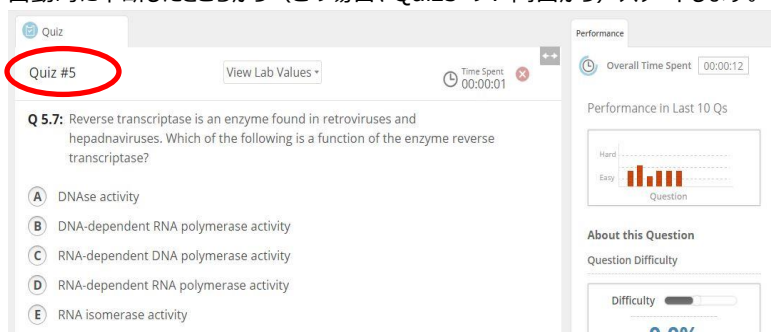 Quiz
Performance
Quiz #5
View Lab Values
Time Spent
00:00:01
Overall Time Spent 00:00:12
Q 5.7: Reverse transcriptase is an enzyme found in retroviruses and
hepadnaviruses. Which of the following is a function of the enzyme reverse
transcriptase?
A DNAse activity
B DNA-dependent RNA polymerase activity
C RNA-dependent DNA polymerase activity
D RNA-dependent RNA polymerase activity
E RNA isomerase activity
Performance in Last 10 Qs
Hard
Easy
Question
About this Question
Question Difficulty
Difficulty